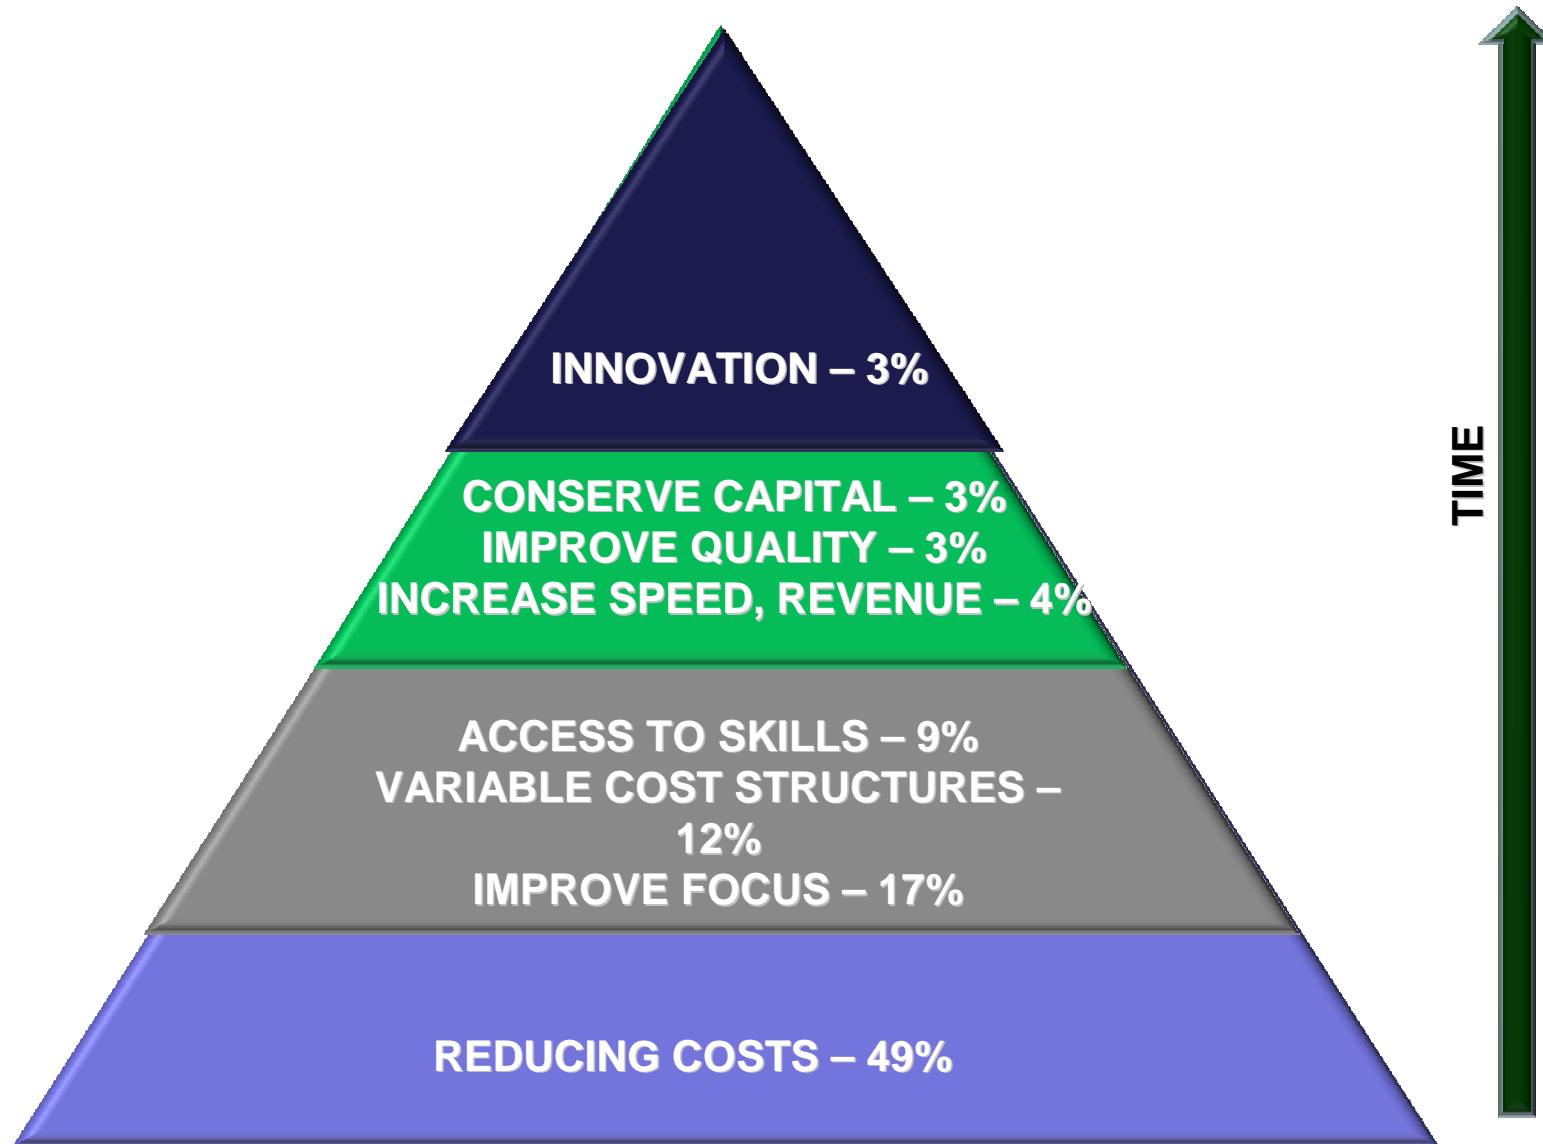 INNOVATION – 3%
CONSERVE CAPITAL – 3%
IMPROVE QUALITY – 3%
INCREASE SPEED, REVENUE – 4%
ACCESS TO SKILLS – 9%
VARIABLE COST STRUCTURES –
12%
IMPROVE FOCUS – 17%
REDUCING COSTS – 49%
TIME